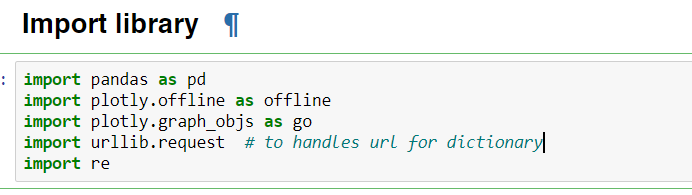 Import library ¶
:
import pandas as pd
import plotly.offline as offline
import plotly.graph_objs as go
import urllib.request  # to handles url for dictionary
import re